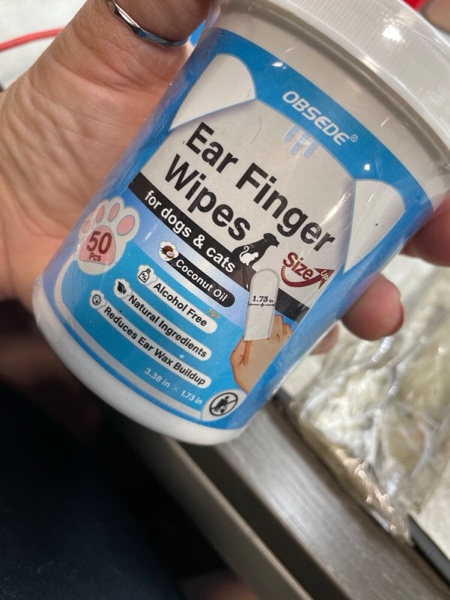 OBSEDE®
Ear Finger
Wipes
for dogs & cats
Size
50
Pcs
Coconut Oil
1.73 in
Alcohol Free
Natural Ingredients
Reduces Ear Wax Buildup
3.38 in × 1.73 in